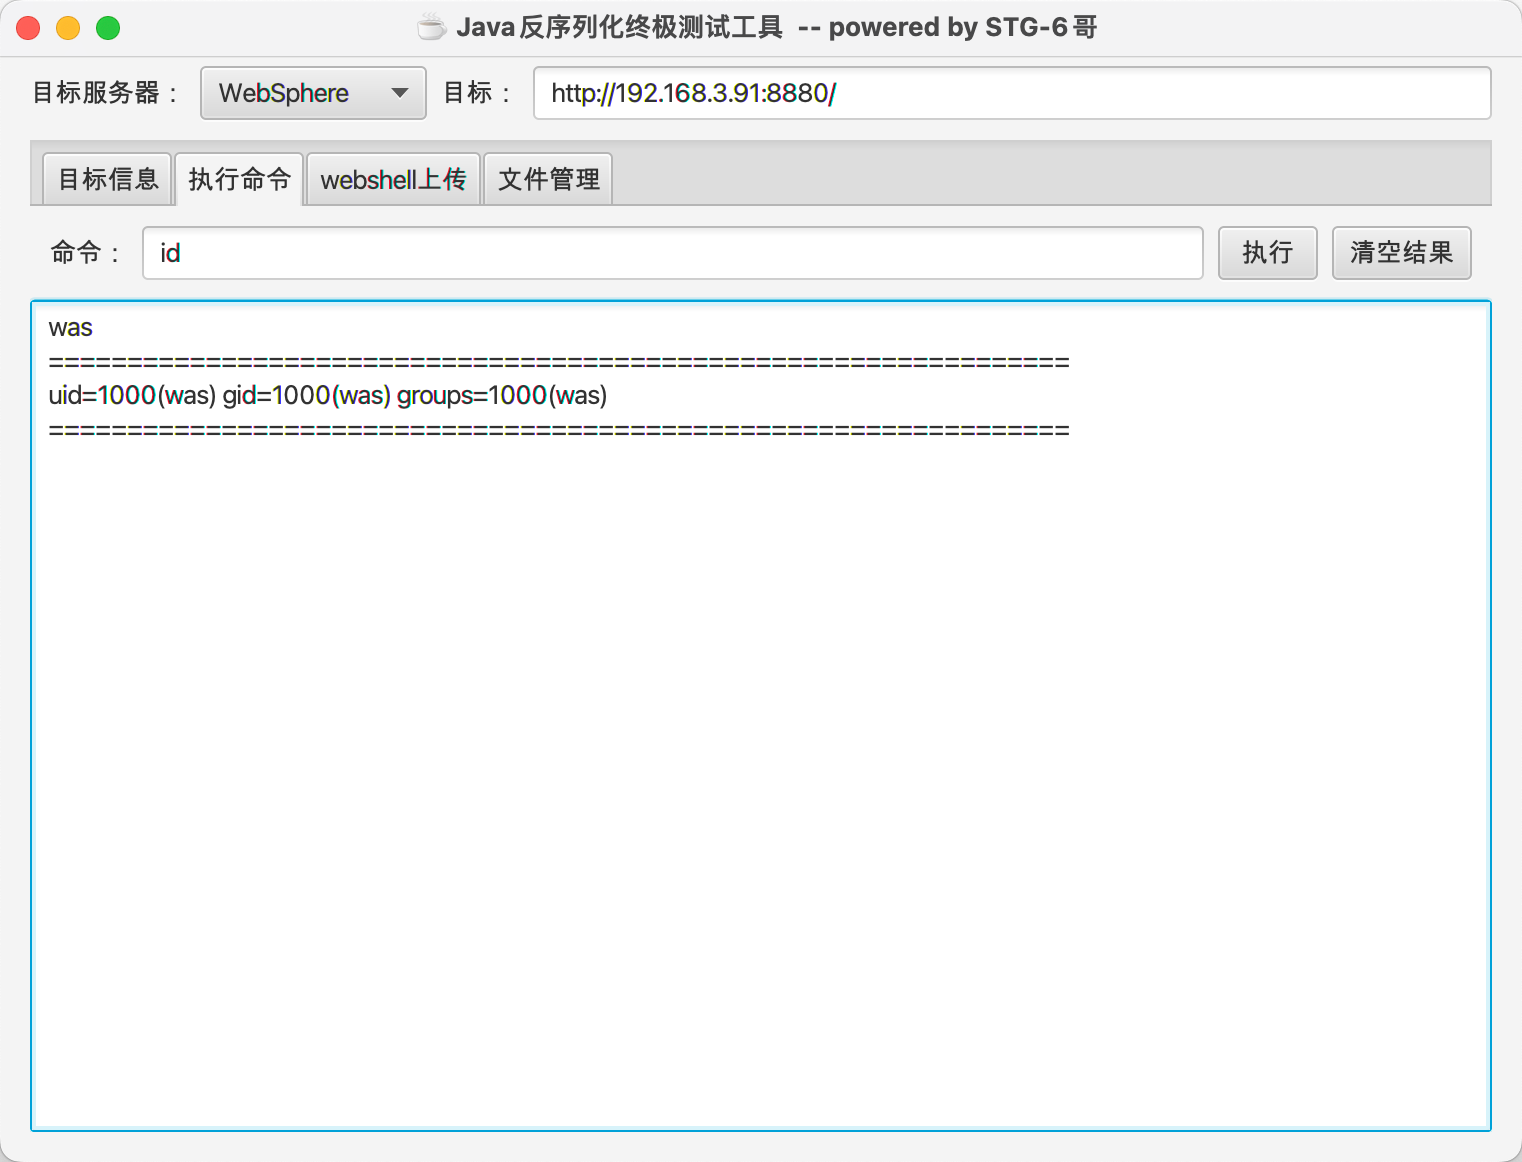 Java反序列化终极测试工具 -- powered by STG-6哥
目标服务器： WebSphere 目标： http://192.168.3.91:8880/
目标信息 执行命令 webshell上传 文件管理
命令： id 执行 清空结果
was
=================================================================
uid=1000(was) gid=1000(was) groups=1000(was)
=================================================================